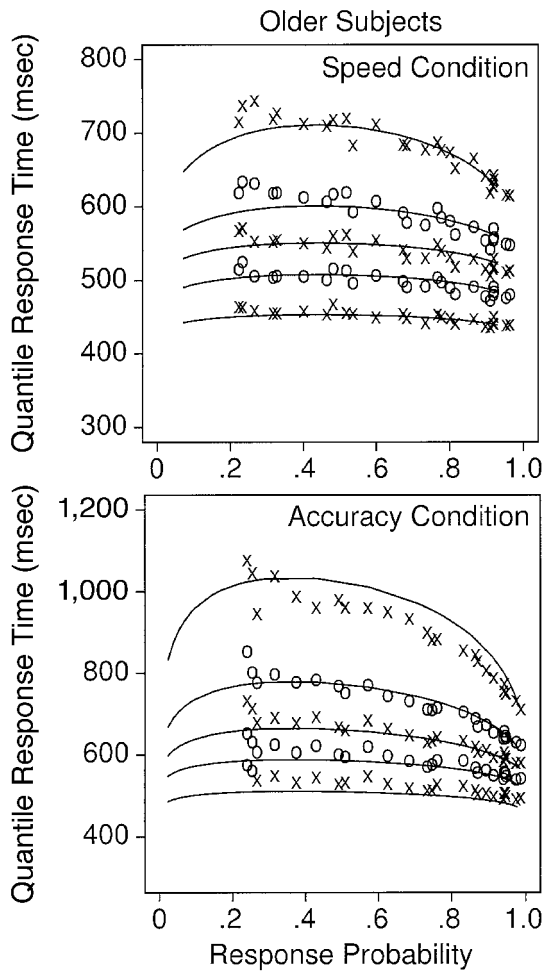 Older Subjects
Speed Condition
Quantile Response Time (msec)
800
700
600
500
400
300
0 .2 .4 .6 .8 1.0
Accuracy Condition
Quantile Response Time (msec)
1,200
1,000
800
600
400
0 .2 .4 .6 .8 1.0
Response Probability